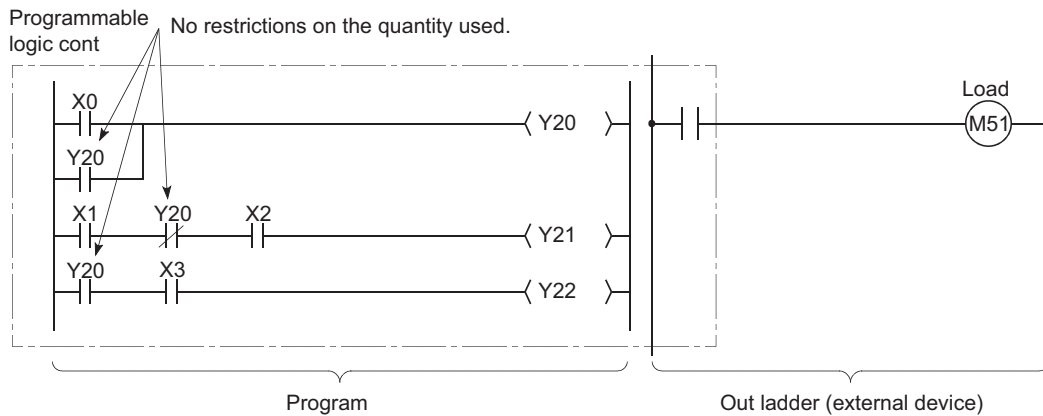 Programmable
logic cont
No restrictions on the quantity used.
X0
Y20
Load
M51
Y20
X1
Y20
X2
Y21
Y20
X3
Y22
Program
Out ladder (external device)